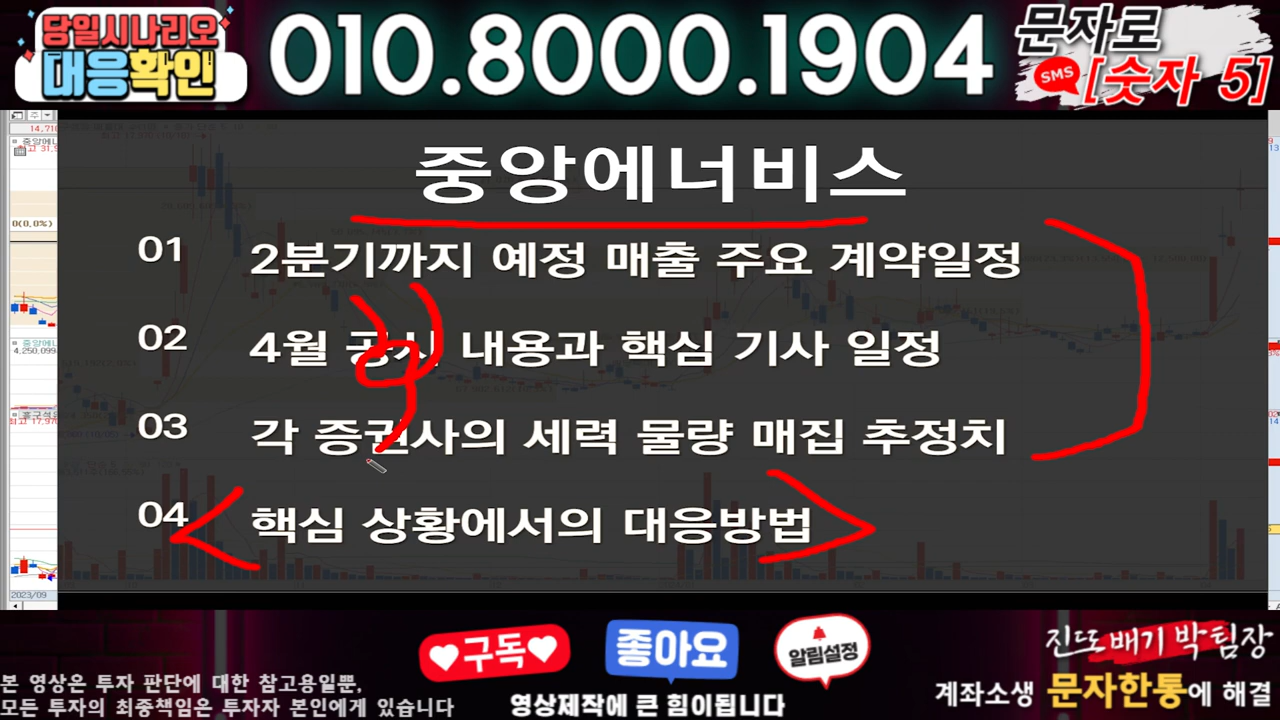 당일시나리오
대응확인
010.8000.1904
문자로
SMS [숫자 5]
중앙에너비스
01 2분기까지 예정 매출 주요 계약일정
02 4월 공시 내용과 핵심 기사 일정
03 각 증권사의 세력 물량 매집 추정치
04 핵심 상황에서의 대응방법
0(0,0%)
2023/09
구독
좋아요
알림설정
영상제작에 큰 힘이됩니다
본 영상은 투자 판단에 대한 참고용일뿐,
모든 투자의 최종책임은 투자자 본인에게 있습니다
진또배기 박팀장
계좌소생 문자한통에 해결